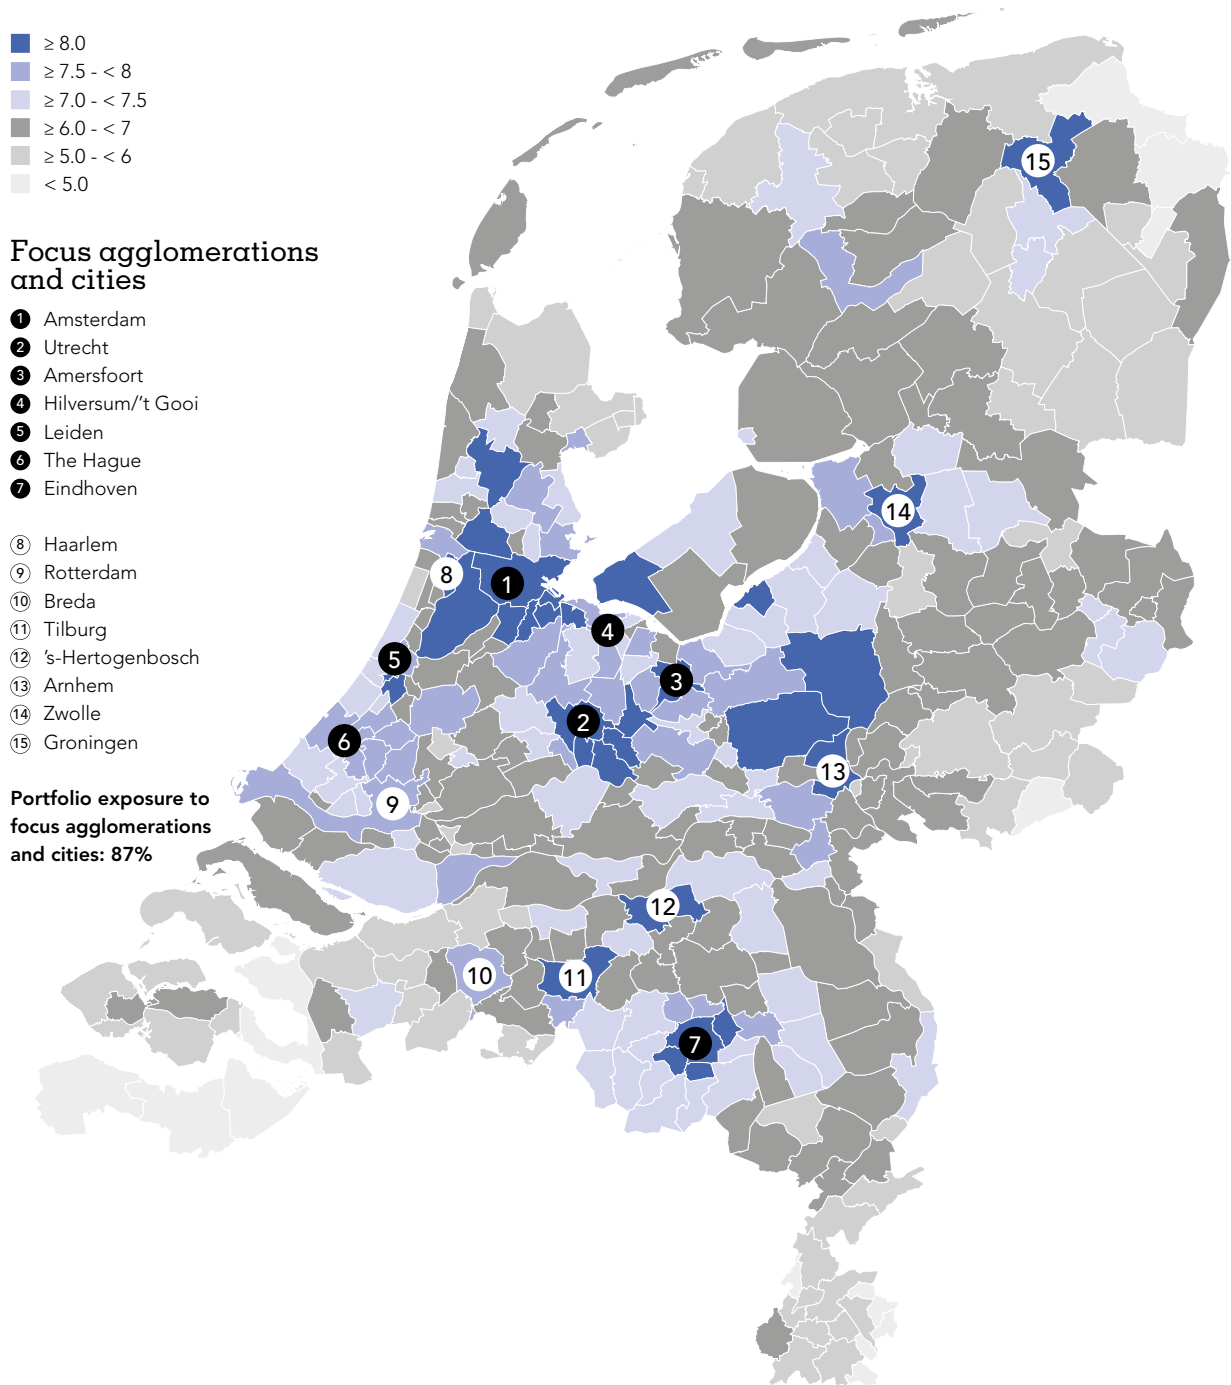 ≥ 8.0
≥ 7.5 - < 8
≥ 7.0 - < 7.5
≥ 6.0 - < 7
≥ 5.0 - < 6
< 5.0
Focus agglomerations
and cities
1 Amsterdam
2 Utrecht
3 Amersfoort
4 Hilversum/'t Gooi
5 Leiden
6 The Hague
7 Eindhoven
8 Haarlem
9 Rotterdam
10 Breda
11 Tilburg
12 's-Hertogenbosch
13 Arnhem
14 Zwolle
15 Groningen
Portfolio exposure to
focus agglomerations
and cities: 87%
15
14
8
1
4
5
3
2
6
13
9
12
10
11
7